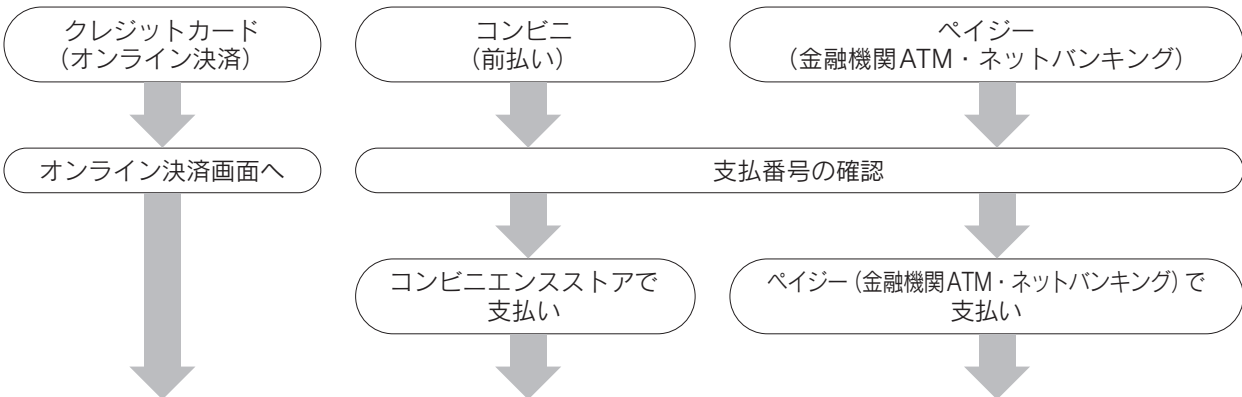 クレジットカード
（オンライン決済）
コンビニ
（前払い）
ペイジー
（金融機関ATM・ネットバンキング）
オンライン決済画面へ
支払番号の確認
コンビニエンスストアで
支払い
ペイジー（金融機関ATM・ネットバンキング）で
支払い